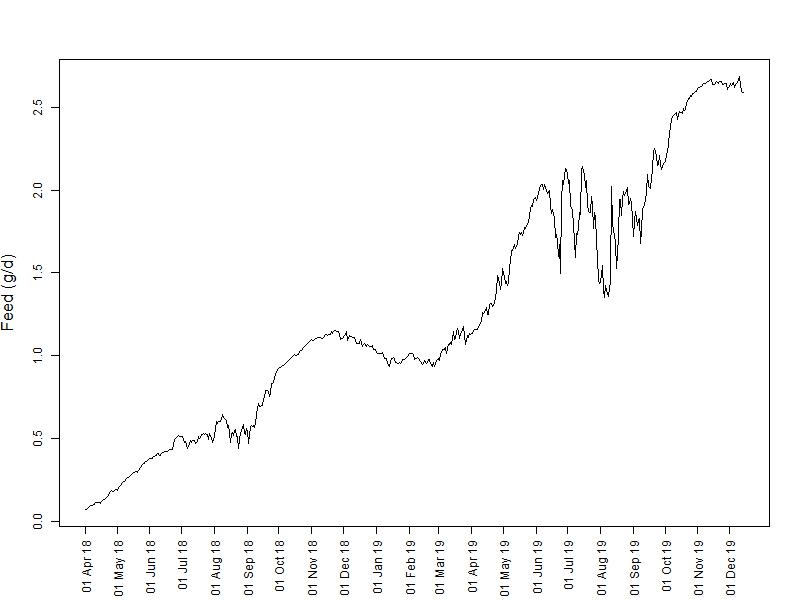 Feed (g/d)
2.5
2.0
1.5
1.0
0.5
0.0
01 Apr 18
01 May 18
01 Jun 18
01 Jul 18
01 Aug 18
01 Sep 18
01 Oct 18
01 Nov 18
01 Dec 18
01 Jan 19
01 Feb 19
01 Mar 19
01 Apr 19
01 May 19
01 Jun 19
01 Jul 19
01 Aug 19
01 Sep 19
01 Oct 19
01 Nov 19
01 Dec 19